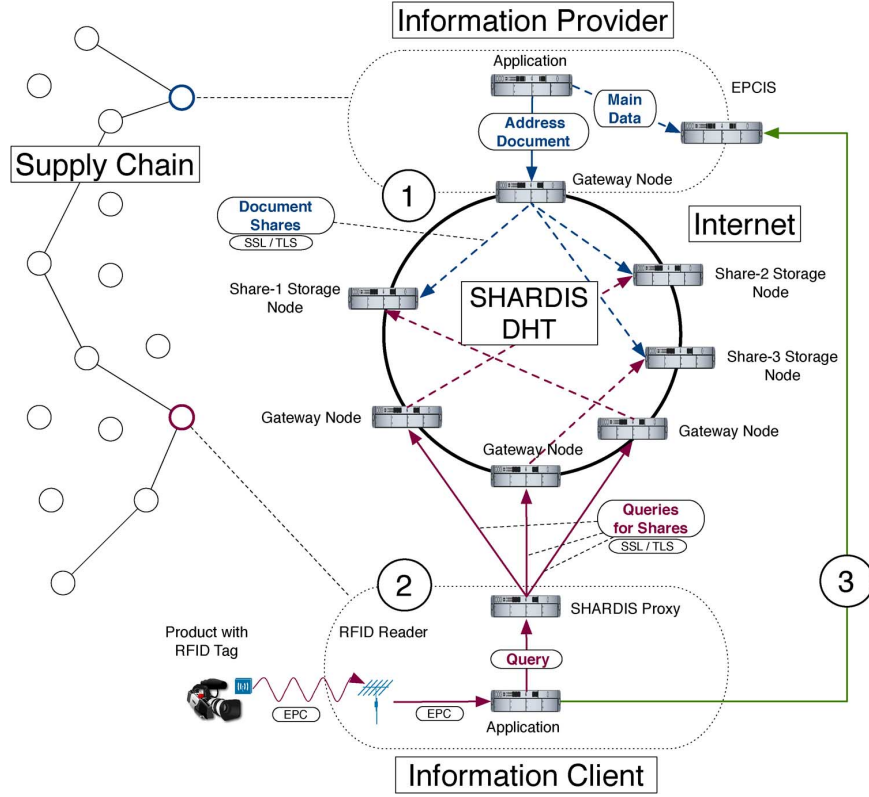 Information Provider
Application
EPCIS
Main
Data
Address
Document
Supply Chain
1
Gateway Node
Document
Shares
SSL / TLS
Internet
Share-1 Storage
Node
SHARDIS
DHT
Share-2 Storage
Node
Share-3 Storage
Node
Gateway Node
Gateway Node
Gateway Node
Queries
for Shares
SSL / TLS
2
3
SHARDIS Proxy
Product with
RFID Tag
RFID Reader
Query
EPC
EPC
Application
Information Client